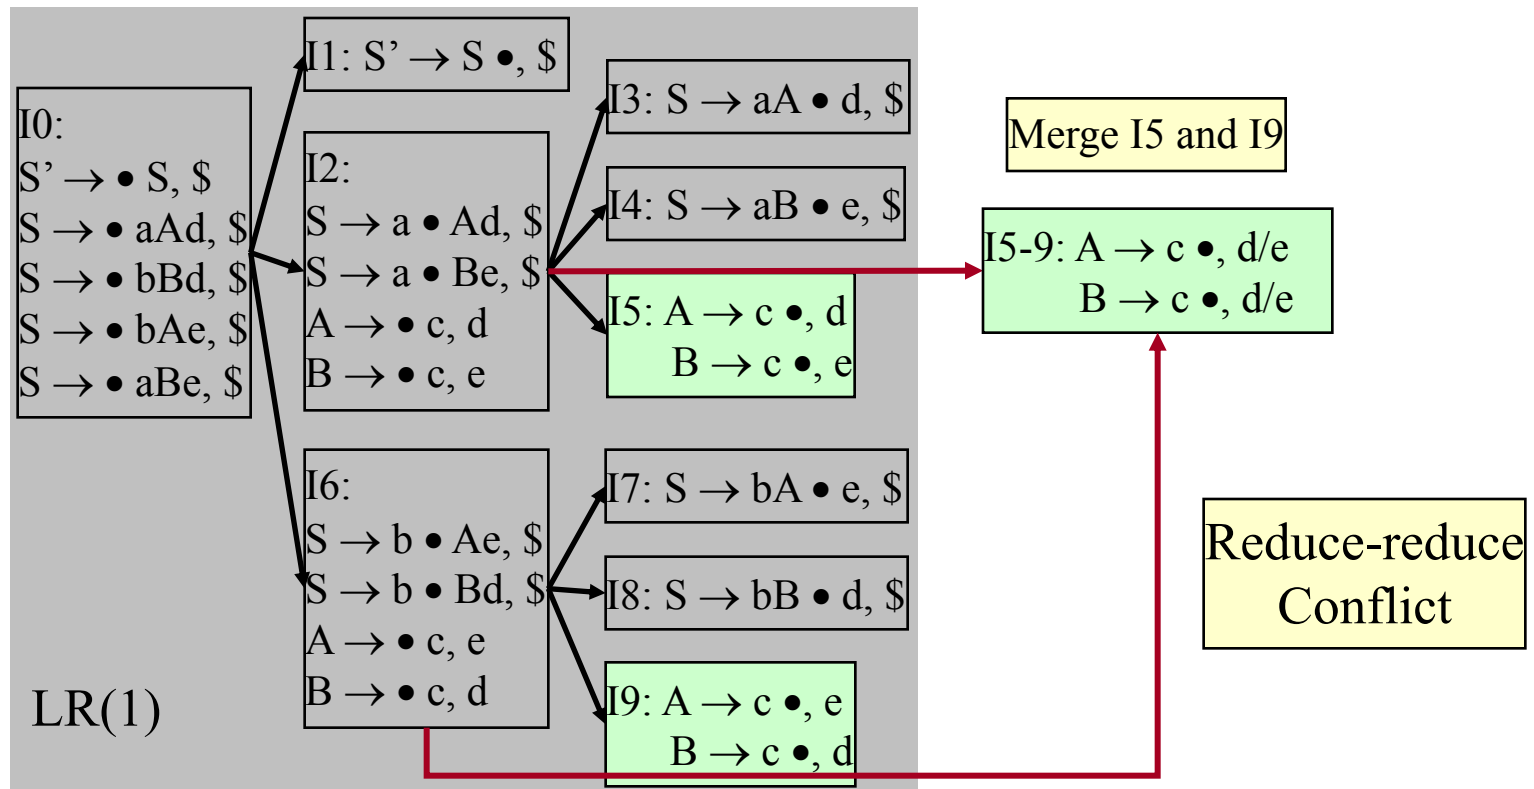 I0:
S’ → • S, $
S → • aAd, $
S → • bBd, $
S → • bAe, $
S → • aBe, $
I1: S’ → S •, $
I2:
S → a • Ad, $
S → a • Be, $
A → • c, d
B → • c, e
I6:
S → b • Ae, $
S → b • Bd, $
A → • c, e
B → • c, d
I3: S → aA • d, $
I4: S → aB • e, $
I5: A → c •, d
B → c •, e
I7: S → bA • e, $
I8: S → bB • d, $
I9: A → c •, e
B → c •, d
LR(1)
Merge I5 and I9
I5-9: A → c •, d/e
B → c •, d/e
Reduce-reduce
Conflict